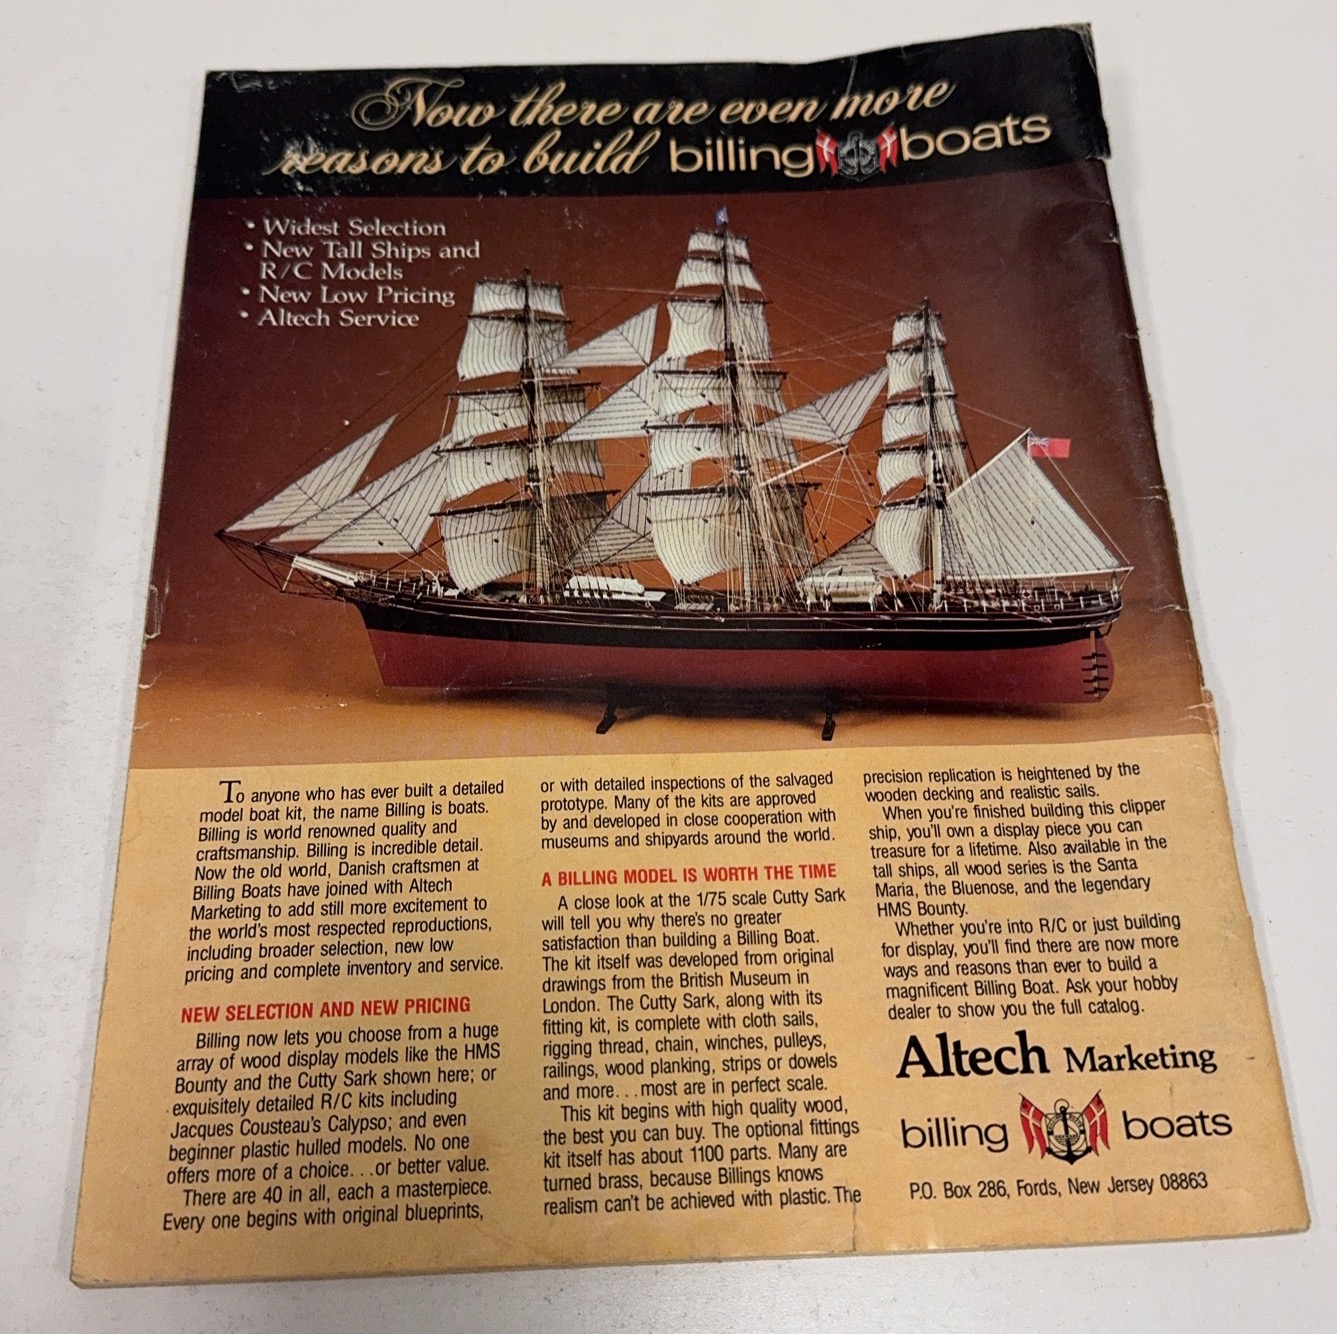 Now there are even more
reasons to build billing boats
• Widest Selection
• New Tall Ships and
R/C Models
• New Low Pricing
• Altech Service
To anyone who has ever built a detailed
model boat kit, the name Billing is boats.
Billing is world renowned quality and
craftsmanship. Billing is incredible detail.
Now the old world, Danish craftsmen at
Billing Boats have joined with Altech
Marketing to add still more excitement to
the world's most respected reproductions,
including broader selection, new low
pricing and complete inventory and service.
NEW SELECTION AND NEW PRICING
Billing now lets you choose from a huge
array of wood display models like the HMS
Bounty and the Cutty Sark shown here; or
exquisitely detailed R/C kits including
Jacques Cousteau's Calypso; and even
beginner plastic hulled models. No one
offers more of a choice...or better value.
There are 40 in all, each a masterpiece.
Every one begins with original blueprints,
or with detailed inspections of the salvaged
prototype. Many of the kits are approved
by and developed in close cooperation with
museums and shipyards around the world.
A BILLING MODEL IS WORTH THE TIME
A close look at the 1/75 scale Cutty Sark
will tell you why there's no greater
satisfaction than building a Billing Boat.
The kit itself was developed from original
drawings from the British Museum in
London. The Cutty Sark, along with its
fitting kit, is complete with cloth sails,
rigging thread, chain, winches, pulleys,
railings, wood planking, strips or dowels
and more...most are in perfect scale.
This kit begins with high quality wood,
the best you can buy. The optional fittings
kit itself has about 1100 parts. Many are
turned brass, because Billings knows
realism can't be achieved with plastic. The
precision replication is heightened by the
wooden decking and realistic sails.
When you're finished building this clipper
ship, you'll own a display piece you can
treasure for a lifetime. Also available in the
tall ships, all wood series is the Santa
Maria, the Bluenose, and the legendary
HMS Bounty.
Whether you're into R/C or just building
for display, you'll find there are now more
ways and reasons than ever to build a
magnificent Billing Boat. Ask your hobby
dealer to show you the full catalog.
Altech Marketing
billing boats
P.O. Box 286, Fords, New Jersey 08863